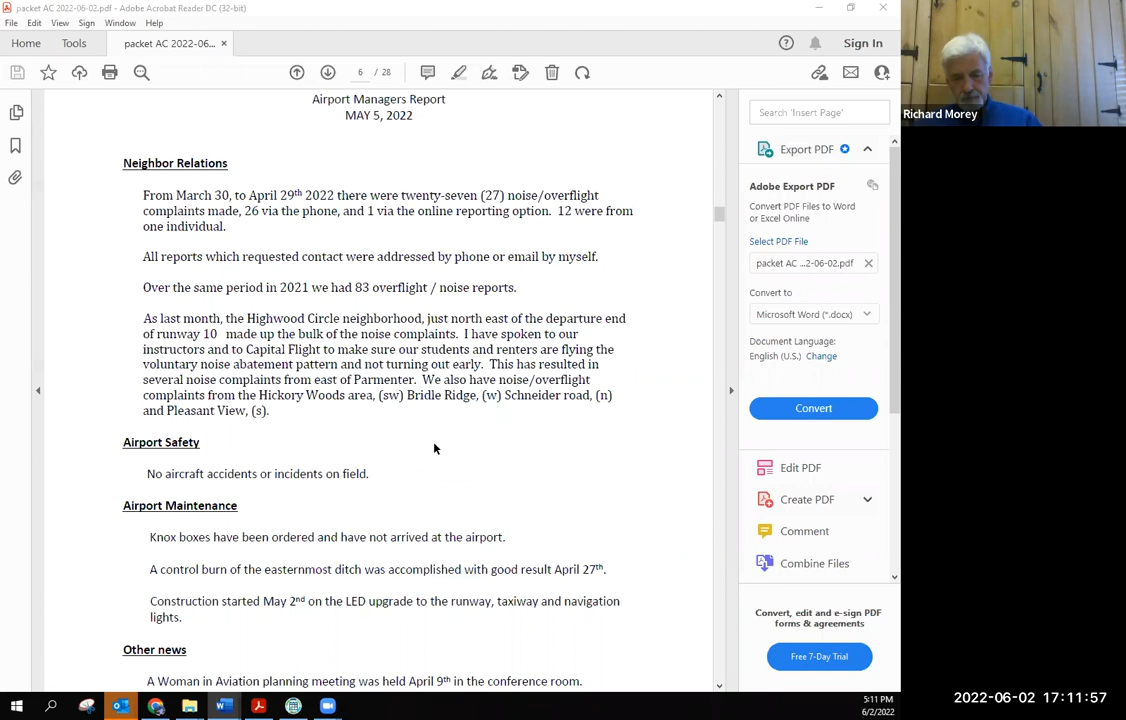 packet AC 2022-06-02.pdf - Adobe Acrobat Reader DC (32-bit)
File Edit View Sign Window Help
Home Tools packet AC 2022-06... × Sign In
6 / 28
Airport Managers Report
MAY 5, 2022
Neighbor Relations
From March 30, to April 29th 2022 there were twenty-seven (27) noise/overflight
complaints made, 26 via the phone, and 1 via the online reporting option. 12 were from
one individual.
All reports which requested contact were addressed by phone or email by myself.
Over the same period in 2021 we had 83 overflight / noise reports.
As last month, the Highwood Circle neighborhood, just north east of the departure end
of runway 10 made up the bulk of the noise complaints. I have spoken to our
instructors and to Capital Flight to make sure our students and renters are flying the
voluntary noise abatement pattern and not turning out early. This has resulted in
several noise complaints from east of Parmenter. We also have noise/overflight
complaints from the Hickory Woods area, (sw) Bridle Ridge, (w) Schneider road, (n)
and Pleasant View, (s).
Airport Safety
No aircraft accidents or incidents on field.
Airport Maintenance
Knox boxes have been ordered and have not arrived at the airport.
A control burn of the easternmost ditch was accomplished with good result April 27th.
Construction started May 2nd on the LED upgrade to the runway, taxiway and navigation
lights.
Other news
A Woman in Aviation planning meeting was held April 9th in the conference room.
Search 'Insert Page'
Export PDF
Adobe Export PDF
Convert PDF Files to Word
or Excel Online
Select PDF File
packet AC ...2-06-02.pdf
Convert to
Microsoft Word (*.docx)
Document Language:
English (U.S.) Change
Convert
Edit PDF
Create PDF
Comment
Combine Files
Convert, edit and e-sign PDF
forms & agreements
Free 7-Day Trial
Richard Morey
5:11 PM
6/2/2022
2022-06-02 17:11:57